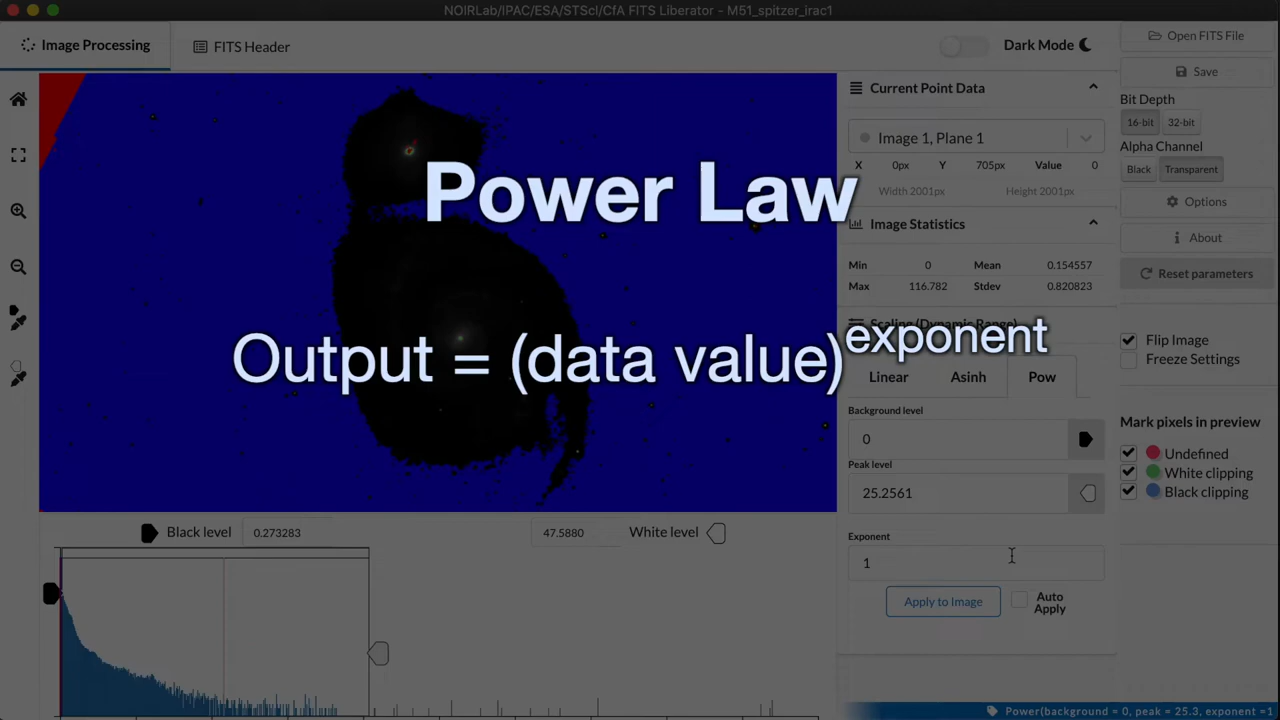 NOIRLab/IPAC/ESA/STScI/CfA FITS Liberator - M51_spitzer_irac1
Image Processing
FITS Header
Dark Mode
Open FITS File
Save
Bit Depth
16-bit 32-bit
Alpha Channel
Black Transparent
Options
About
Reset parameters
Flip Image
Freeze Settings
Mark pixels in preview
Undefined
White clipping
Black clipping
Current Point Data
Image 1, Plane 1
X 0px Y 705px Value 0
Width 2001px Height 2001px
Image Statistics
Min 0 Mean 0.154557
Max 116.782 Stdev 0.820823
Scaling (Dynamic Range)
Linear Asinh Pow
Background level
0
Peak level
25.2561
Exponent
1
Apply to Image
Auto
Apply
Power Law
Output = (data value)exponent
Black level 0.273283
47.5880 White level
Power(background = 0, peak = 25.3, exponent =1